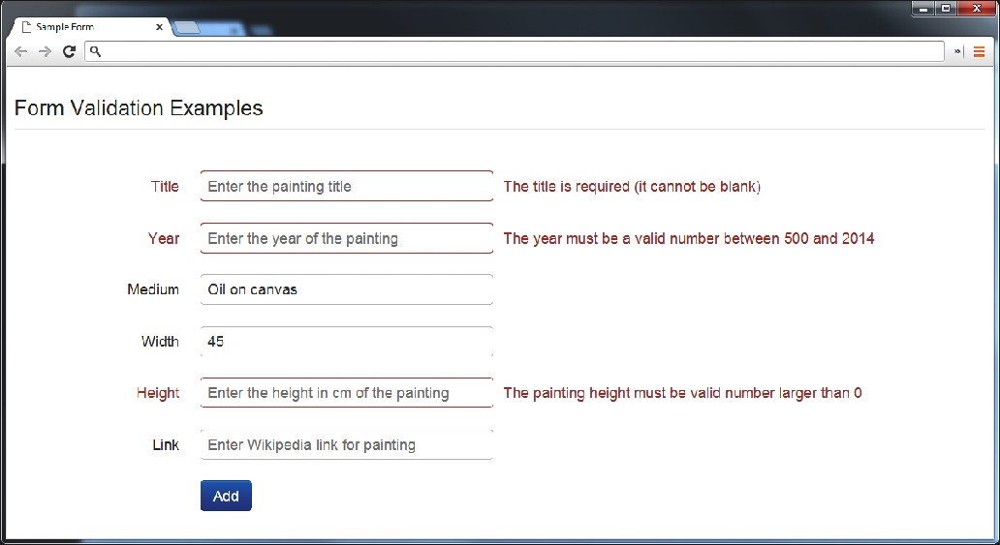 Sample Form
Form Validation Examples
Title
Enter the painting title
The title is required (it cannot be blank)
Year
Enter the year of the painting
The year must be a valid number between 500 and 2014
Medium
Oil on canvas
Width
45
Height
Enter the height in cm of the painting
The painting height must be valid number larger than 0
Link
Enter Wikipedia link for painting
Add